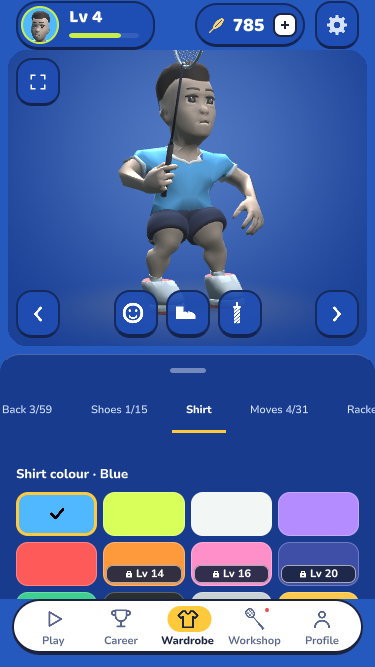 Lv 4
785
Back 3/59
Shoes 1/15
Shirt
Moves 4/31
Racke
Shirt colour · Blue
Lv 14
Lv 16
Lv 20
Play
Career
Wardrobe
Workshop
Profile